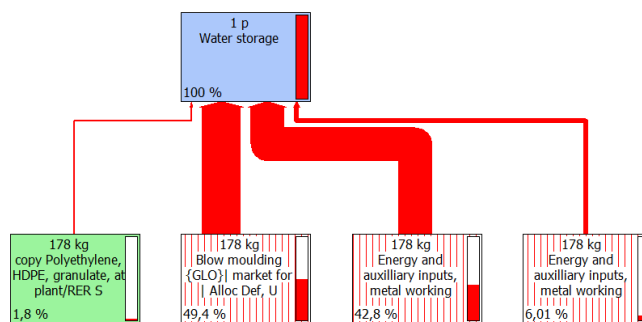 1 p
Water storage
100 %
178 kg
copy Polyethylene,
HDPE, granulate, at
plant/RER S
1,8 %
178 kg
Blow moulding
{GLO}| market for
| Alloc Def, U
49,4 %
178 kg
Energy and
auxilliary inputs,
metal working
42,8 %
178 kg
Energy and
auxilliary inputs,
metal working
6,01 %